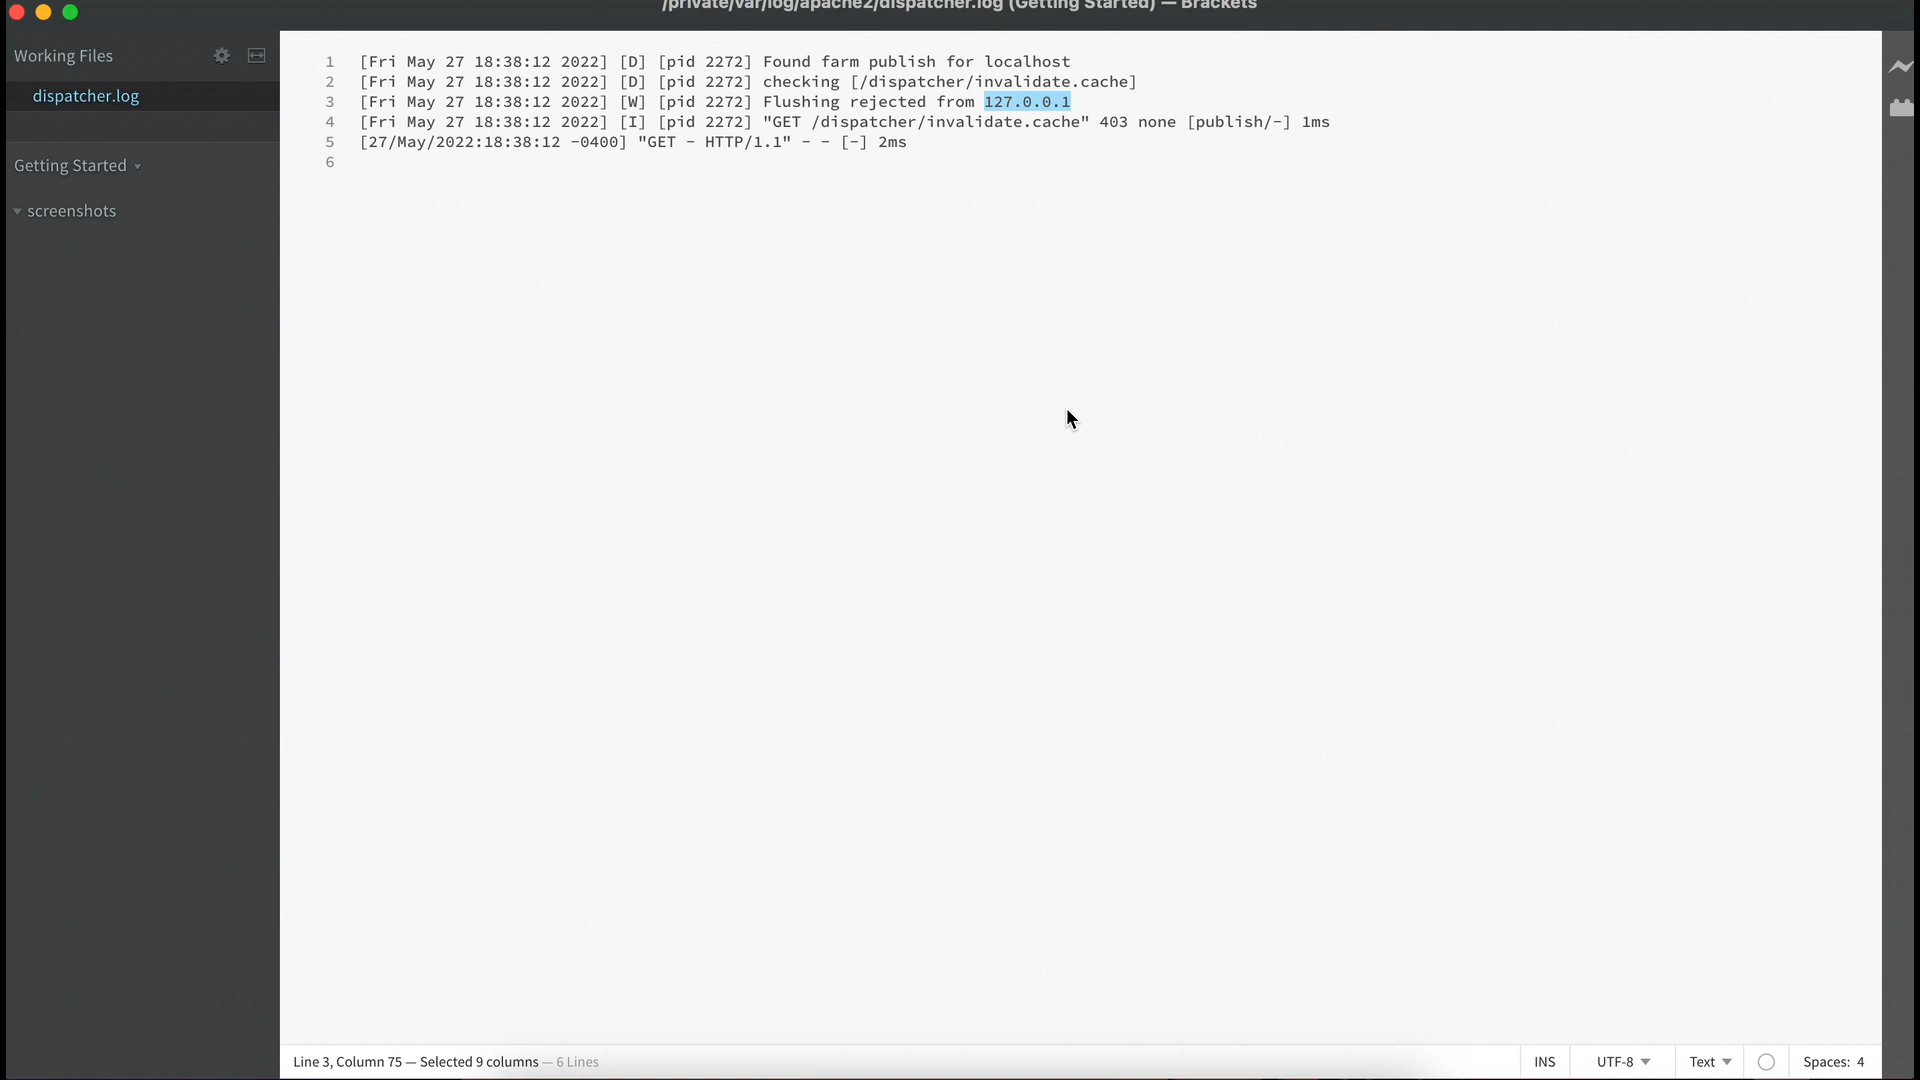 /private/var/log/apache2/dispatcher.log (Getting Started) — Brackets
Working Files
dispatcher.log
Getting Started
screenshots
1 [Fri May 27 18:38:12 2022] [D] [pid 2272] Found farm publish for localhost
2 [Fri May 27 18:38:12 2022] [D] [pid 2272] checking [/dispatcher/invalidate.cache]
3 [Fri May 27 18:38:12 2022] [W] [pid 2272] Flushing rejected from 127.0.0.1
4 [Fri May 27 18:38:12 2022] [I] [pid 2272] "GET /dispatcher/invalidate.cache" 403 none [publish/-] 1ms
5 [27/May/2022:18:38:12 -0400] "GET - HTTP/1.1" - - [-] 2ms
6
Line 3, Column 75 — Selected 9 columns — 6 Lines
INS UTF-8 Text Spaces: 4